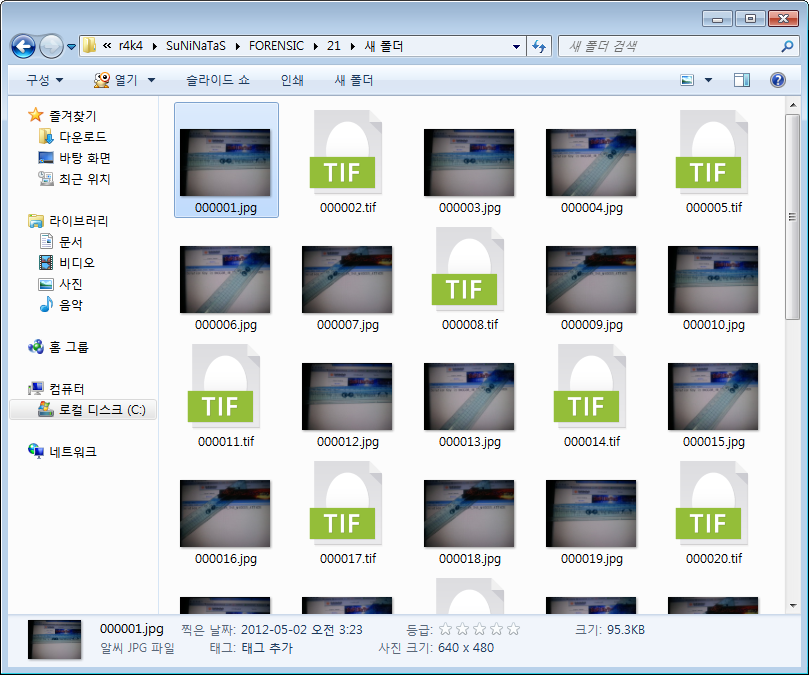 « r4k4 ▸ SuNiNaTaS ▸ FORENSIC ▸ 21 ▸ 새 폴더
새 폴더 검색
구성 열기 슬라이드 쇼 인쇄 새 폴더
즐겨찾기
다운로드
바탕 화면
최근 위치
라이브러리
문서
비디오
사진
음악
홈 그룹
컴퓨터
로컬 디스크 (C:)
네트워크
TIF TIF
000001.jpg 000002.tif 000003.jpg 000004.jpg 000005.tif
TIF
000006.jpg 000007.jpg 000008.tif 000009.jpg 000010.jpg
TIF TIF
000011.tif 000012.jpg 000013.jpg 000014.tif 000015.jpg
TIF TIF
000016.jpg 000017.tif 000018.jpg 000019.jpg 000020.tif
000001.jpg 찍은 날짜: 2012-05-02 오전 3:23 등급: 크기: 95.3KB
알씨 JPG 파일 태그: 태그 추가 사진 크기: 640 x 480